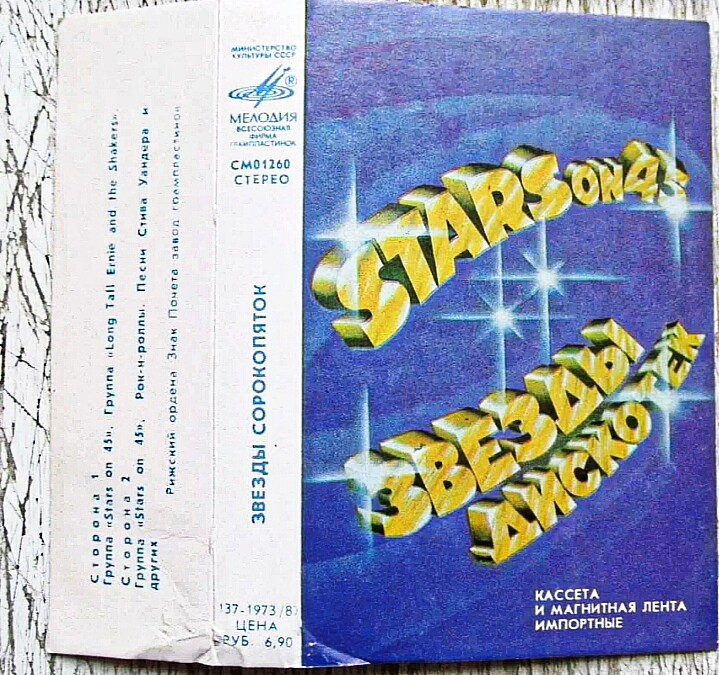 Сторона 1
Группа «Stars on 45», Группа «Long Tall Ernie and the Shakers».
Сторона 2
Группа «Stars on 45». Рок-н-роллы. Песни Стива Уандера и
других
Рижский ордена Знак Почета завод грампластинок
МИНИСТЕРСТВО
КУЛЬТУРЫ СССР
®
МЕЛОДИЯ
ВСЕСОЮЗНАЯ
ФИРМА
ГРАМПЛАСТИНОК
СМ01260
СТЕРЕО
ЗВЕЗДЫ СОРОКОПЯТОК
137-1973/87
ЦЕНА
РУБ. 6,90
STARS ON 45
ЗВЕЗДЫ
ДИСКОТЕК
КАССЕТА
И МАГНИТНАЯ ЛЕНТА
ИМПОРТНЫЕ